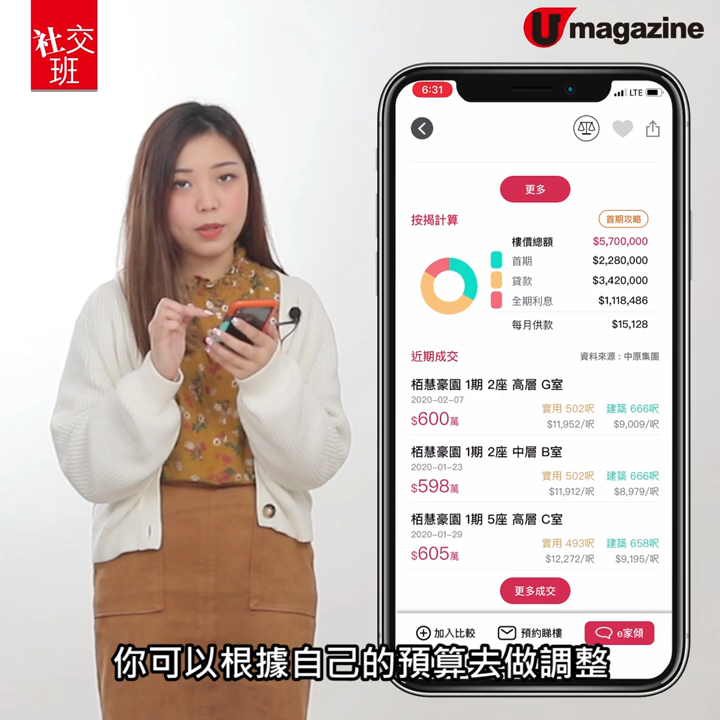 社交班
U magazine
6:31
LTE
更多
按揭計算
首期攻略
樓價總額 $5,700,000
首期 $2,280,000
貸款 $3,420,000
全期利息 $1,118,486
每月供款 $15,128
近期成交 資料來源：中原集團
栢慧豪園 1期 2座 高層 G室
2020-02-07 實用 502呎 建築 666呎
$600萬 $11,952/呎 $9,009/呎
栢慧豪園 1期 2座 中層 B室
2020-01-23 實用 502呎 建築 666呎
$598萬 $11,912/呎 $8,979/呎
栢慧豪園 1期 5座 高層 C室
2020-01-29 實用 493呎 建築 658呎
$605萬 $12,272/呎 $9,195/呎
更多成交
加入比較 預約睇樓 e家傾
你可以根據自己的預算去做調整